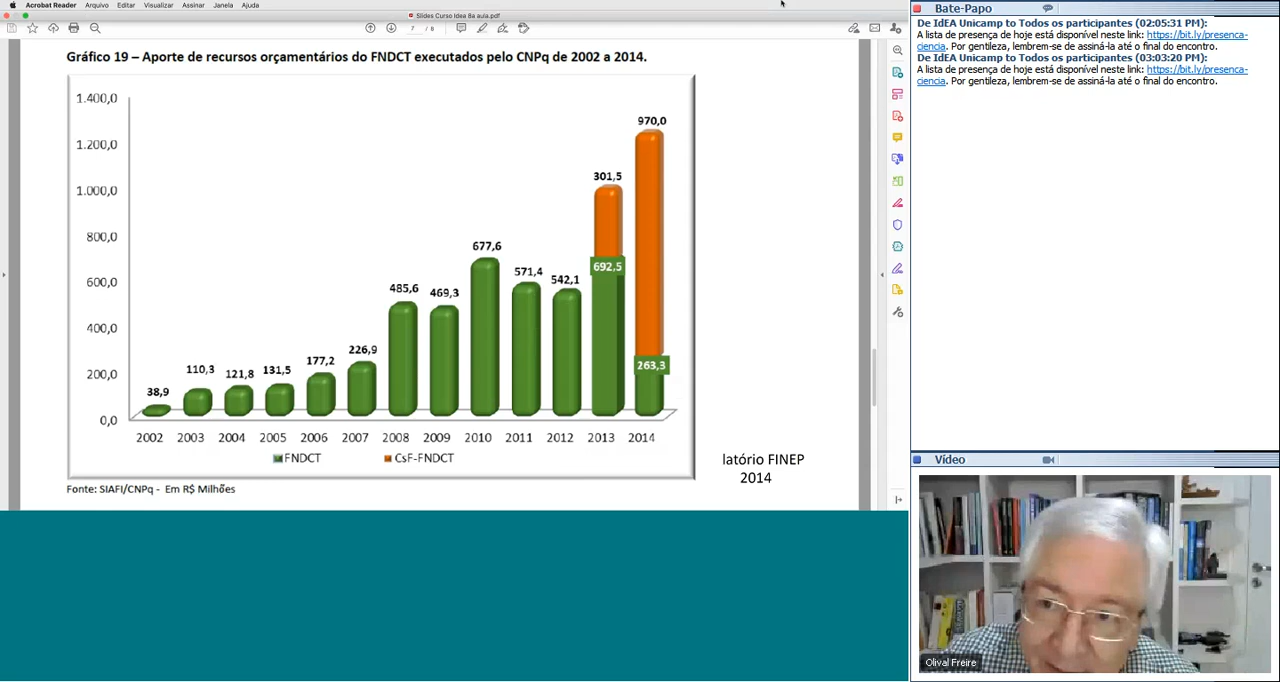 Acrobat Reader Arquivo Editar Visualizar Assinar Janela Ajuda
Slides Curso Idea 8a aula.pdf
7 / 8
Gráfico 19 – Aporte de recursos orçamentários do FNDCT executados pelo CNPq de 2002 a 2014.
1.400,0
1.200,0
1.000,0
800,0
600,0
400,0
200,0
0,0
38,9
110,3
121,8
131,5
177,2
226,9
485,6
469,3
677,6
571,4
542,1
301,5
692,5
970,0
263,3
2002 2003 2004 2005 2006 2007 2008 2009 2010 2011 2012 2013 2014
FNDCT CsF-FNDCT
Fonte: SIAFI/CNPq - Em R$ Milhões
latório FINEP
2014
Bate-Papo
De IdEA Unicamp to Todos os participantes (02:05:31 PM):
A lista de presença de hoje está disponível neste link: https://bit.ly/presenca-
ciencia. Por gentileza, lembrem-se de assiná-la até o final do encontro.
De IdEA Unicamp to Todos os participantes (03:03:20 PM):
A lista de presença de hoje está disponível neste link: https://bit.ly/presenca-
ciencia. Por gentileza, lembrem-se de assiná-la até o final do encontro.
Vídeo
Olival Freire